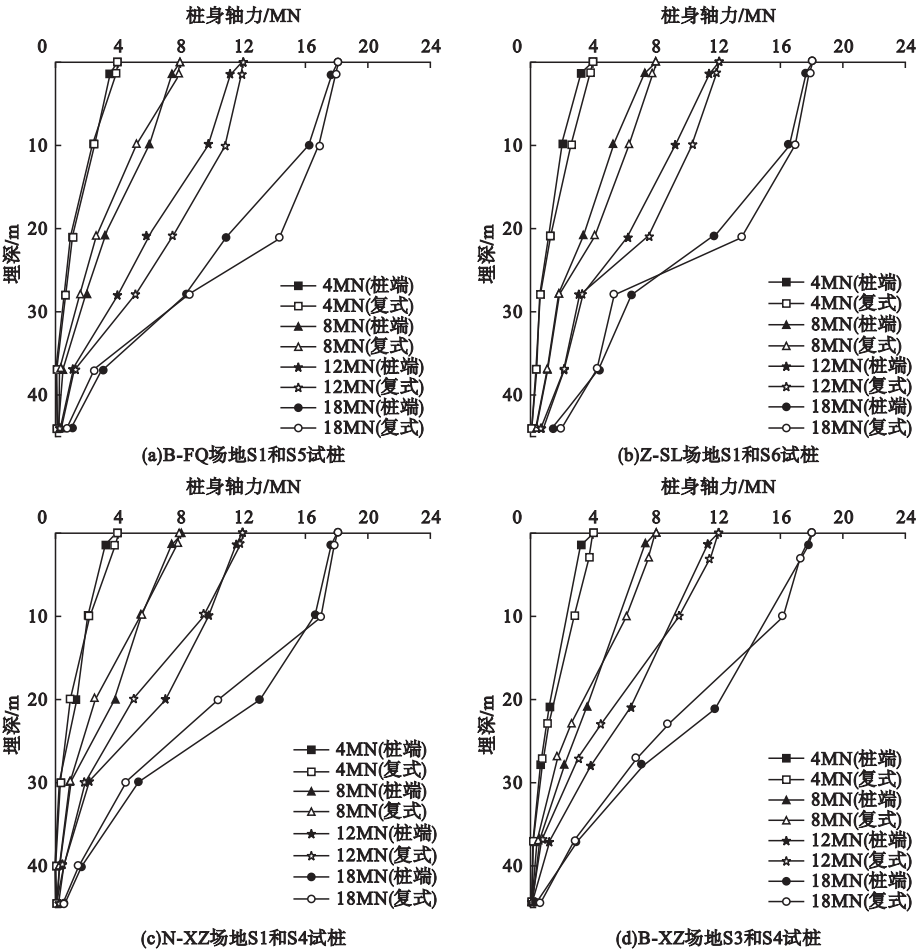 桩身轴力/MN
0 4 8 12 16 20 24
10
20
30
40
埋深/m
4MN(桩端)
4MN(复式)
8MN(桩端)
8MN(复式)
12MN(桩端)
12MN(复式)
18MN(桩端)
18MN(复式)
(a)B-FQ场地S1和S5试桩
桩身轴力/MN
0 4 8 12 16 20 24
10
20
30
40
埋深/m
4MN(桩端)
4MN(复式)
8MN(桩端)
8MN(复式)
12MN(桩端)
12MN(复式)
18MN(桩端)
18MN(复式)
(b)Z-SL场地S1和S6试桩
桩身轴力/MN
0 4 8 12 16 20 24
10
20
30
40
埋深/m
4MN(桩端)
4MN(复式)
8MN(桩端)
8MN(复式)
12MN(桩端)
12MN(复式)
18MN(桩端)
18MN(复式)
(c)N-XZ场地S1和S4试桩
桩身轴力/MN
0 4 8 12 16 20 24
10
20
30
40
埋深/m
4MN(桩端)
4MN(复式)
8MN(桩端)
8MN(复式)
12MN(桩端)
12MN(复式)
18MN(桩端)
18MN(复式)
(d)B-XZ场地S3和S4试桩